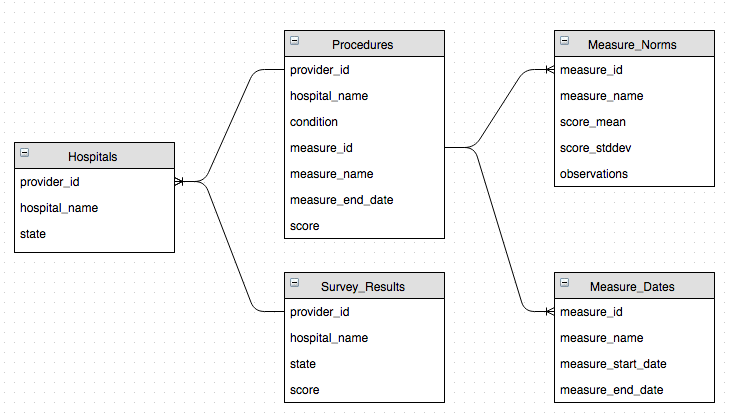 Hospitals
provider_id
hospital_name
state
Procedures
provider_id
hospital_name
condition
measure_id
measure_name
measure_end_date
score
Survey_Results
provider_id
hospital_name
state
score
Measure_Norms
measure_id
measure_name
score_mean
score_stddev
observations
Measure_Dates
measure_id
measure_name
measure_start_date
measure_end_date